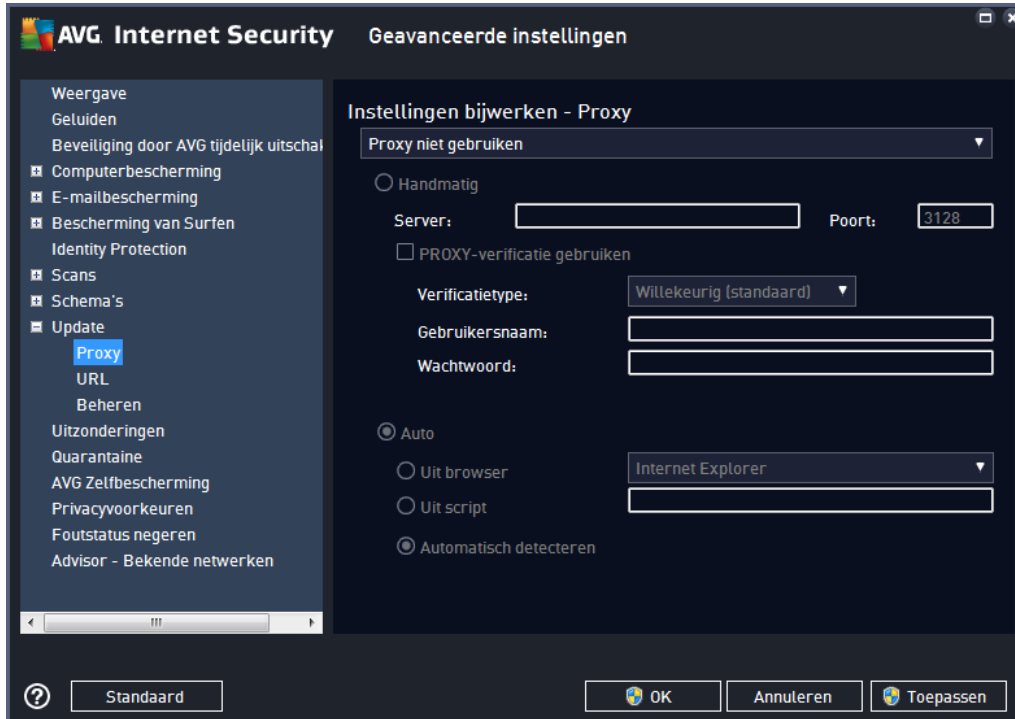 AVG. Internet Security
Geavanceerde instellingen
Weergave
Geluiden
Beveiliging door AVG tijdelijk uitschak
Computerbescherming
E-mailbescherming
Bescherming van Surfen
Identity Protection
Scans
Schema's
Update
Proxy
URL
Beheren
Uitzonderingen
Quarantaine
AVG Zelfbescherming
Privacyvoorkeuren
Foutstatus negeren
Advisor - Bekende netwerken
Instellingen bijwerken - Proxy
Proxy niet gebruiken
Handmatig
Server: Poort: 3128
PROXY-verificatie gebruiken
Verificatietype: Willekeurig (standaard)
Gebruikersnaam:
Wachtwoord:
Auto
Uit browser Internet Explorer
Uit script
Automatisch detecteren
? Standaard OK Annuleren Toepassen